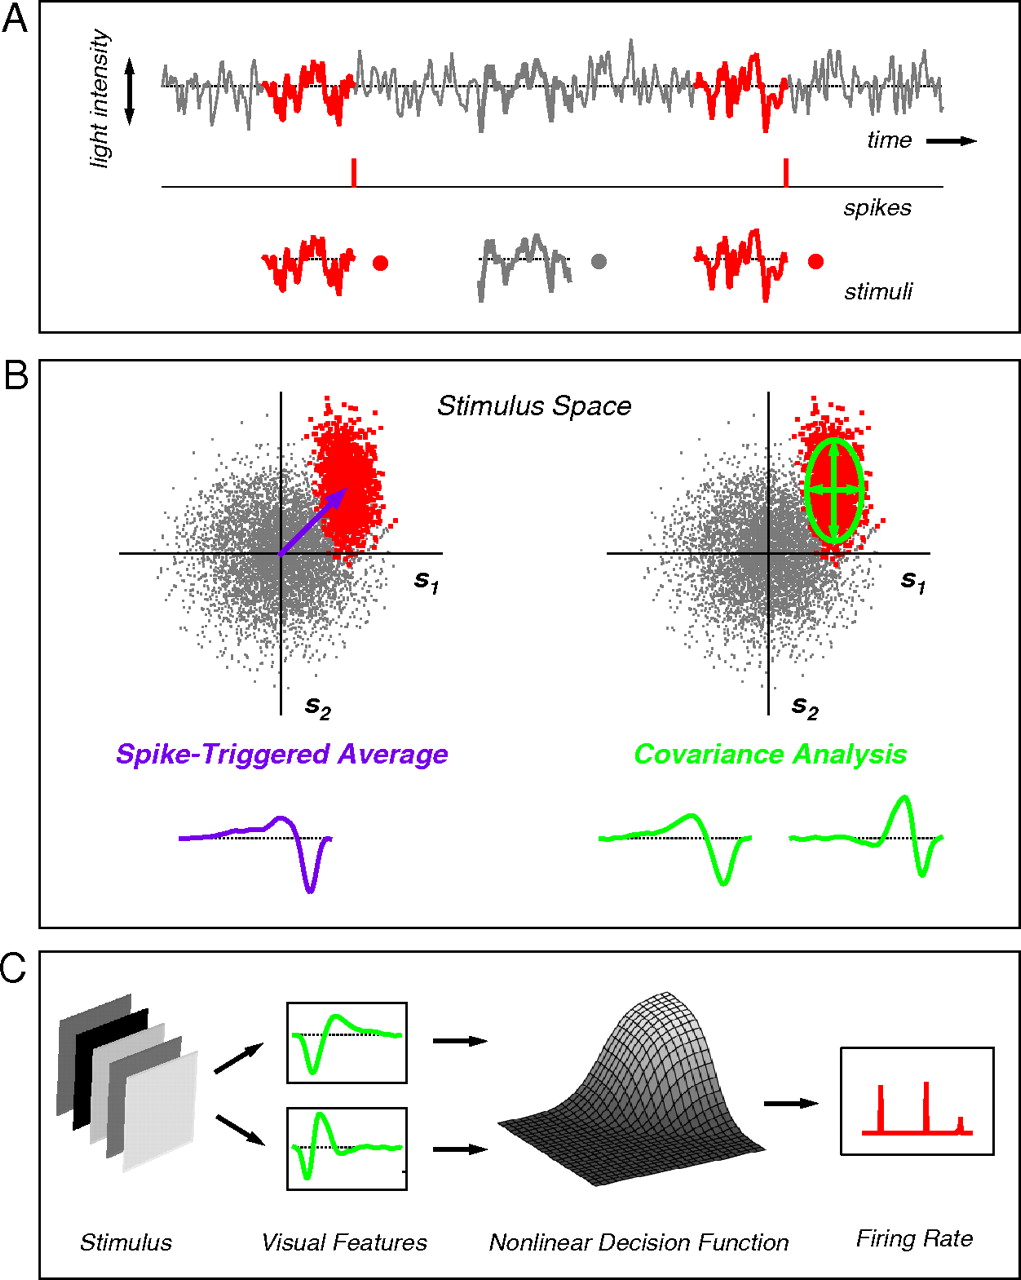 A
light intensity
time
spikes
stimuli
B
Stimulus Space
s1
s1
s2
s2
Spike-Triggered Average
Covariance Analysis
C
Stimulus
Visual Features
Nonlinear Decision Function
Firing Rate